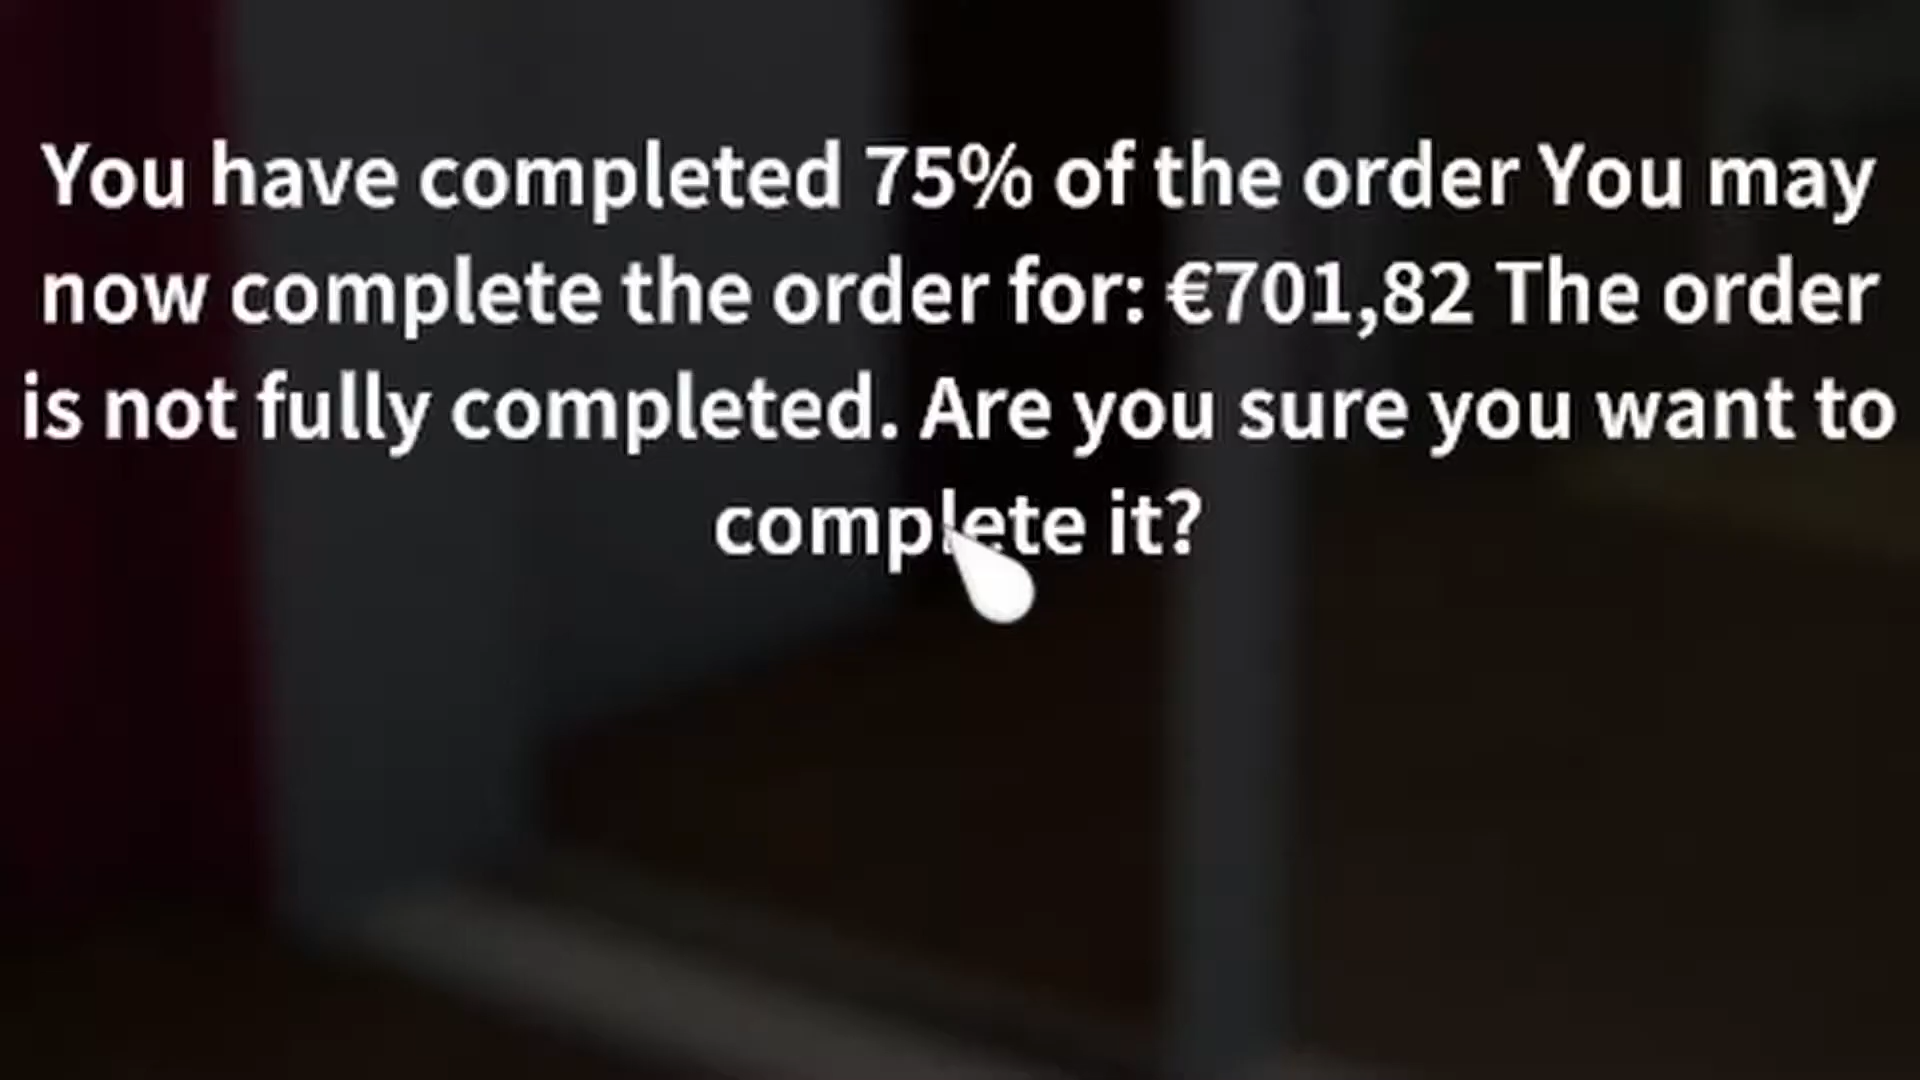 You have completed 75% of the order You may
now complete the order for: €701,82 The order
is not fully completed. Are you sure you want to
complete it?